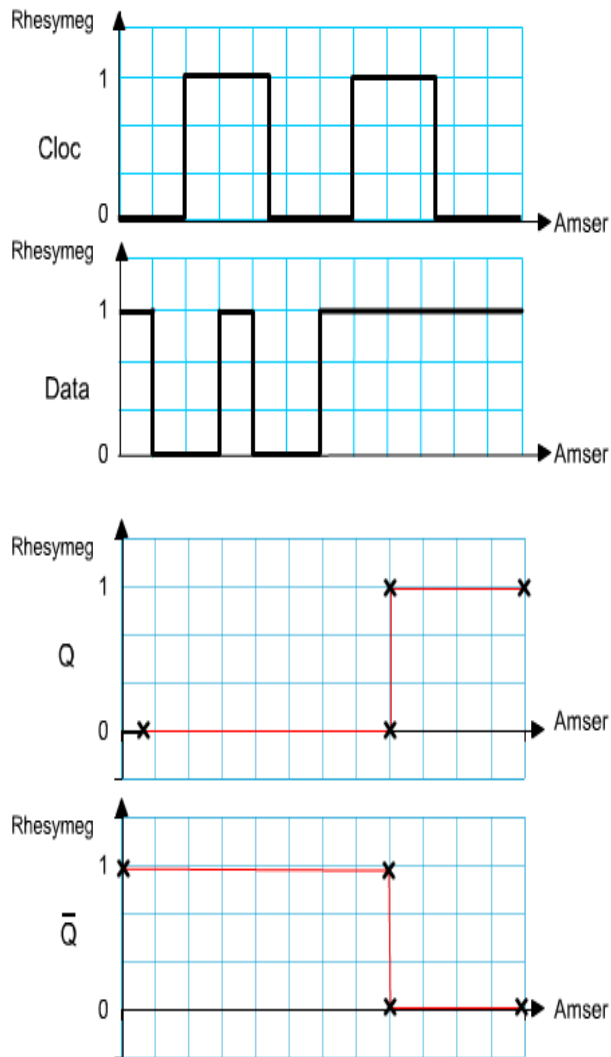 Rhesymeg
1
Cloc
0
Amser
Rhesymeg
1
Data
0
Amser
Rhesymeg
1
Q
0
Amser
Rhesymeg
1
Q̅
0
Amser